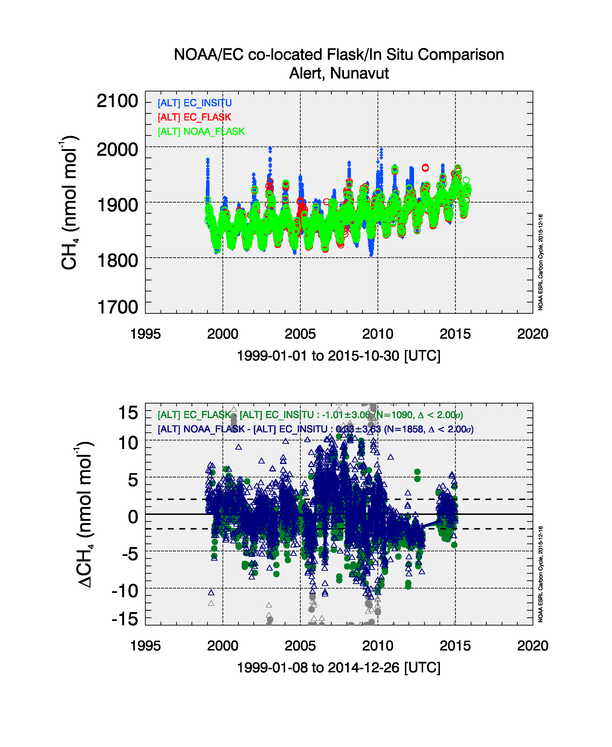 NOAA/EC co-located Flask/In Situ Comparison
Alert, Nunavut
2100
[ALT] EC_INSITU
[ALT] EC_FLASK
[ALT] NOAA_FLASK
2000
1900
1800
1700
CH₄ (nmol mol⁻¹)
NOAA ESRL Carbon Cycle, 2015-12-16
1995 2000 2005 2010 2015 2020
1999-01-01 to 2015-10-30 [UTC]
15
[ALT] EC_FLASK - [ALT] EC_INSITU : -1.01±3.06 (N=1090, Δ < 2.00σ)
[ALT] NOAA_FLASK - [ALT] EC_INSITU : (N=1858, Δ < 2.00σ)
10
5
0
-5
-10
-15
ΔCH₄ (nmol mol⁻¹)
NOAA ESRL Carbon Cycle, 2015-12-16
1995 2000 2005 2010 2015 2020
1999-01-08 to 2014-12-26 [UTC]